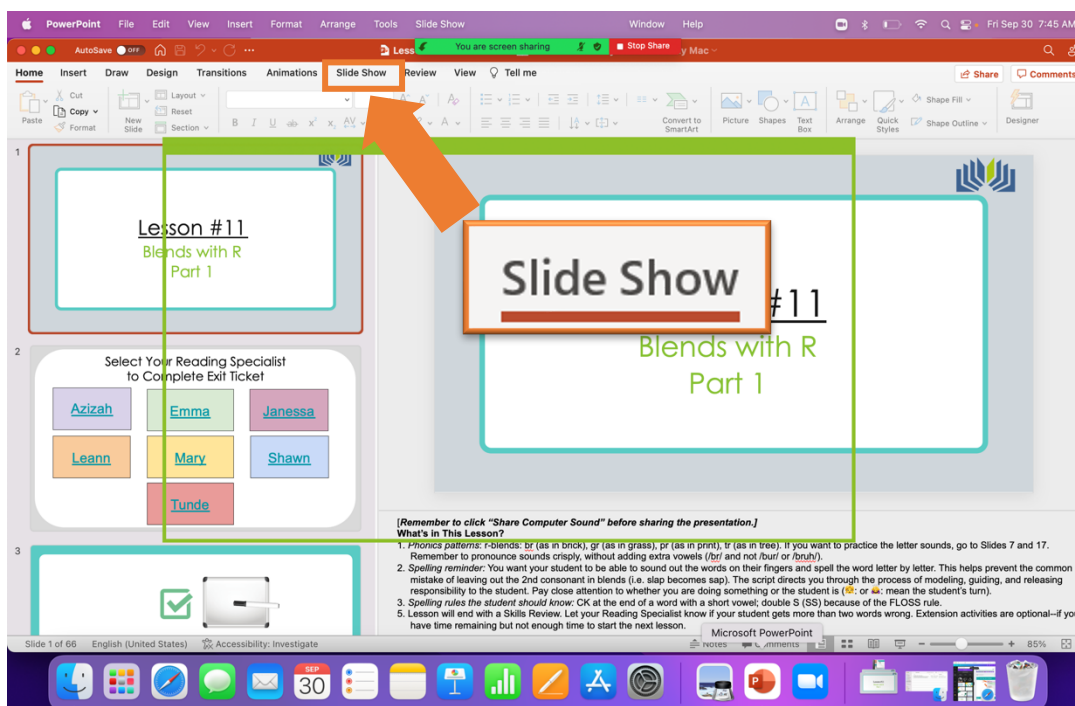 PowerPoint File Edit View Insert Format Arrange Tools Slide Show Window Help Fri Sep 30 7:45 AM
AutoSave OFF ••• Less You are screen sharing Stop Share y Mac
Home Insert Draw Design Transitions Animations Slide Show Review View Tell me Share Comments
Paste
Cut
Copy
Format
New
Slide
Layout
Reset
Section
B I U ab x² x₂ AV A
Convert to
SmartArt
Picture
Shapes
Text
Box
Arrange
Quick
Styles
Shape Fill
Shape Outline
Designer
1
Lesson #11
Blends with R
Part 1
2
Select Your Reading Specialist
to Complete Exit Ticket
Azizah Emma Janessa
Leann Mary Shawn
Tunde
3
Slide Show
#11
Blends with R
Part 1
[Remember to click “Share Computer Sound” before sharing the presentation.]
What's in This Lesson?
1. Phonics patterns: r-blends: br (as in brick), gr (as in grass), pr (as in print), tr (as in tree). If you want to practice the letter sounds, go to Slides 7 and 17.
Remember to pronounce sounds crisply, without adding extra vowels (/br/ and not /bur/ or /bruh/).
2. Spelling reminder: You want your student to be able to sound out the words on their fingers and spell the word letter by letter. This helps prevent the common
mistake of leaving out the 2nd consonant in blends (i.e. slap becomes sap). The script directs you through the process of modeling, guiding, and releasing
responsibility to the student. Pay close attention to whether you are doing something or the student is (: or : mean the student's turn).
3. Spelling rules the student should know: CK at the end of a word with a short vowel; double S (SS) because of the FLOSS rule.
5. Lesson will end with a Skills Review. Let your Reading Specialist know if your student gets more than two words wrong. Extension activities are optional--if you
have time remaining but not enough time to start the next lesson.
Microsoft PowerPoint
Slide 1 of 66 English (United States) Accessibility: Investigate Notes Comments 85%
SEP
30
P